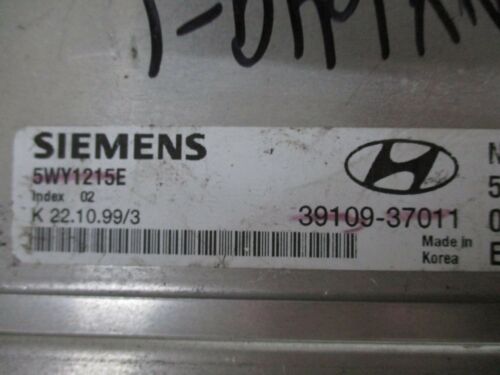 SIEMENS
5WY1215E
Index 02
K 22.10.99/3
39109-37011
Made in
Korea